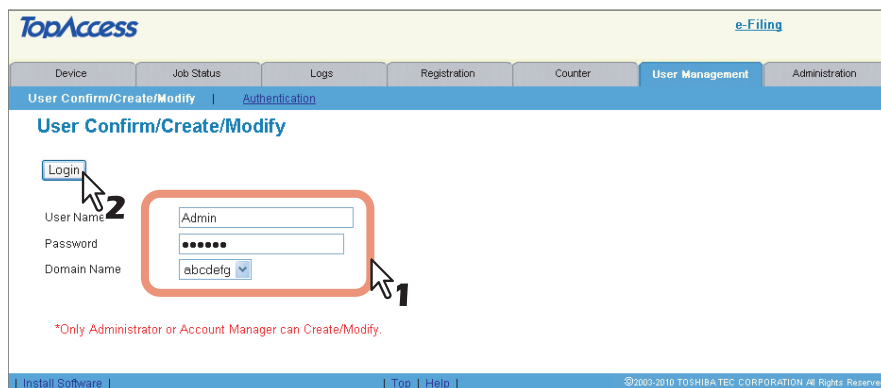 TopAccess
e-Filing
Device Job Status Logs Registration Counter User Management Administration
User Confirm/Create/Modify | Authentication
User Confirm/Create/Modify
Login
2
User Name Admin
Password ●●●●●●
Domain Name abcdefg
1
*Only Administrator or Account Manager can Create/Modify.
| Install Software | | Top | Help | ©2003-2010 TOSHIBA TEC CORPORATION All Rights Reserve